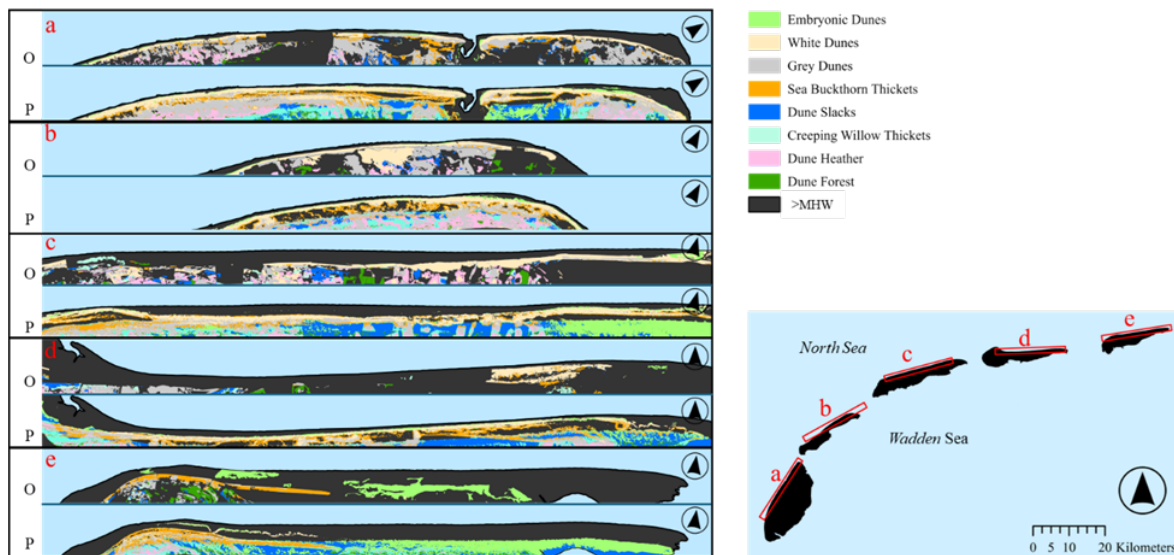 a
O
P
b
O
P
c
O
P
d
O
P
e
O
P
Embryonic Dunes
White Dunes
Grey Dunes
Sea Buckthorn Thickets
Dune Slacks
Creeping Willow Thickets
Dune Heather
Dune Forest
>MHW
North Sea
Wadden Sea
a
b
c
d
e
0 5 10 20 Kilometers